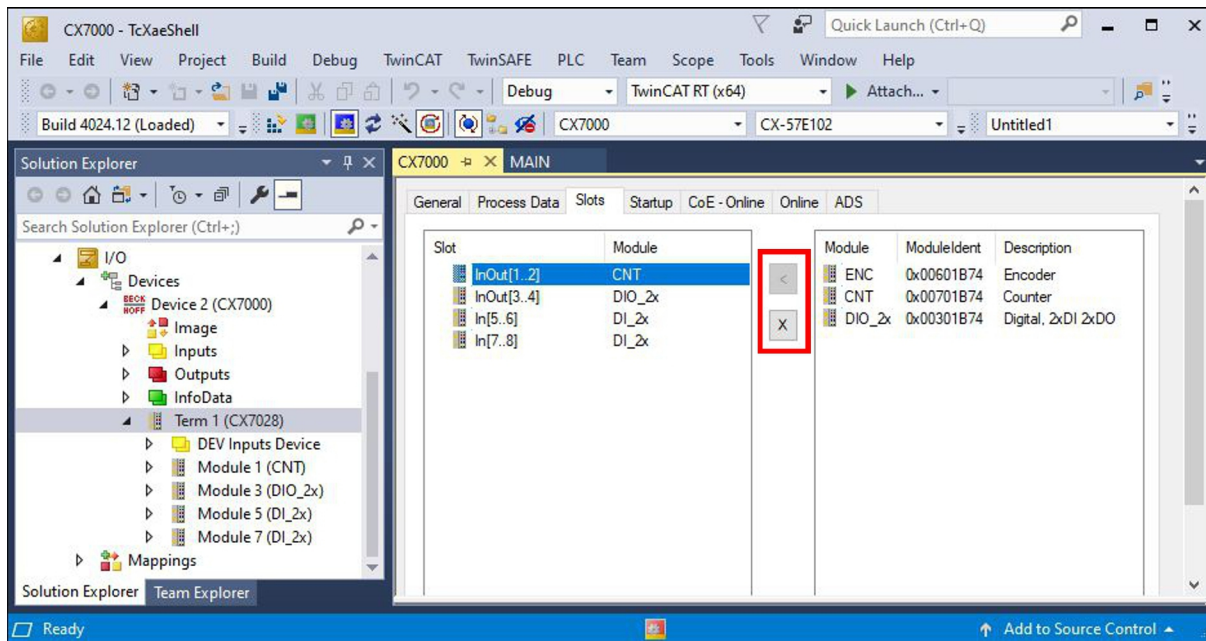 CX7000 - TcXaeShell
Quick Launch (Ctrl+Q)
File Edit View Project Build Debug TwinCAT TwinSAFE PLC Team Scope Tools Window Help
Debug TwinCAT RT (x64) Attach...
Build 4024.12 (Loaded) CX7000 CX-57E102 Untitled1
Solution Explorer
Search Solution Explorer (Ctrl+;)
I/O
Devices
BECK
HOFF
Device 2 (CX7000)
Image
Inputs
Outputs
InfoData
Term 1 (CX7028)
DEV Inputs Device
Module 1 (CNT)
Module 3 (DIO_2x)
Module 5 (DI_2x)
Module 7 (DI_2x)
Mappings
Solution Explorer Team Explorer
CX7000 MAIN
General Process Data Slots Startup CoE - Online Online ADS
Slot Module
InOut[1..2] CNT
InOut[3..4] DIO_2x
In[5..6] DI_2x
In[7..8] DI_2x
<
X
Module ModuleIdent Description
ENC 0x00601B74 Encoder
CNT 0x00701B74 Counter
DIO_2x 0x00301B74 Digital, 2xDI 2xDO
Ready
Add to Source Control